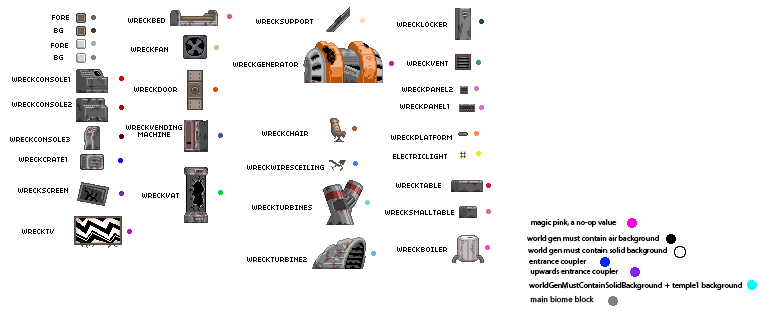 FORE
BG
FORE
BG
WRECKCONSOLE1
WRECKCONSOLE2
WRECKCONSOLE3
WRECKCRATE1
WRECKSCREEN
WRECKTV
WRECKBED
WRECKFAN
WRECKDOOR
WRECKVENDING
MACHINE
WRECKVAT
WRECKSUPPORT
WRECKGENERATOR
WRECKCHAIR
WRECKWIRESCEILING
WRECKTURBINES
WRECKTURBINE2
WRECKLOCKER
WRECKVENT
WRECKPANEL2
WRECKPANEL1
WRECKPLATFORM
ELECTRICLIGHT
WRECKTABLE
WRECKSMALLTABLE
WRECKBOILER
magic pink, a no-op value
world gen must contain air background
world gen must contain solid background
entrance coupler
upwards entrance coupler
worldGenMustContainSolidBackground + temple1 background
main biome block